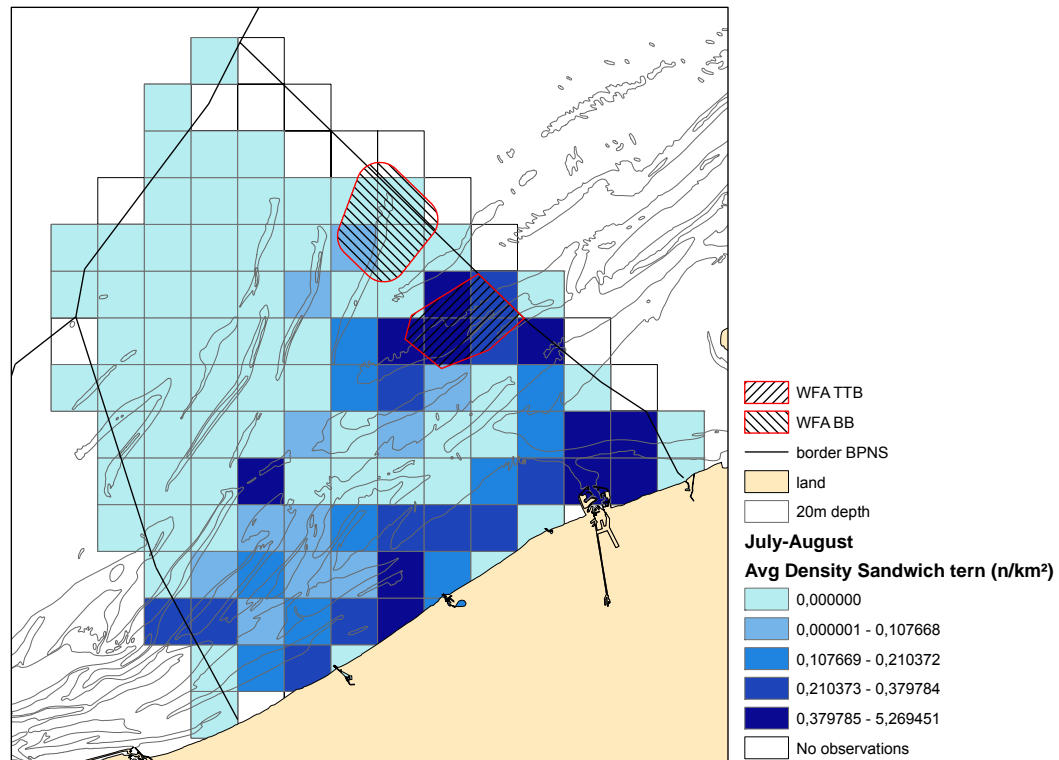 WFA TTB
WFA BB
border BPNS
land
20m depth
July-August
Avg Density Sandwich tern (n/km²)
0,000000
0,000001 - 0,107668
0,107669 - 0,210372
0,210373 - 0,379784
0,379785 - 5,269451
No observations